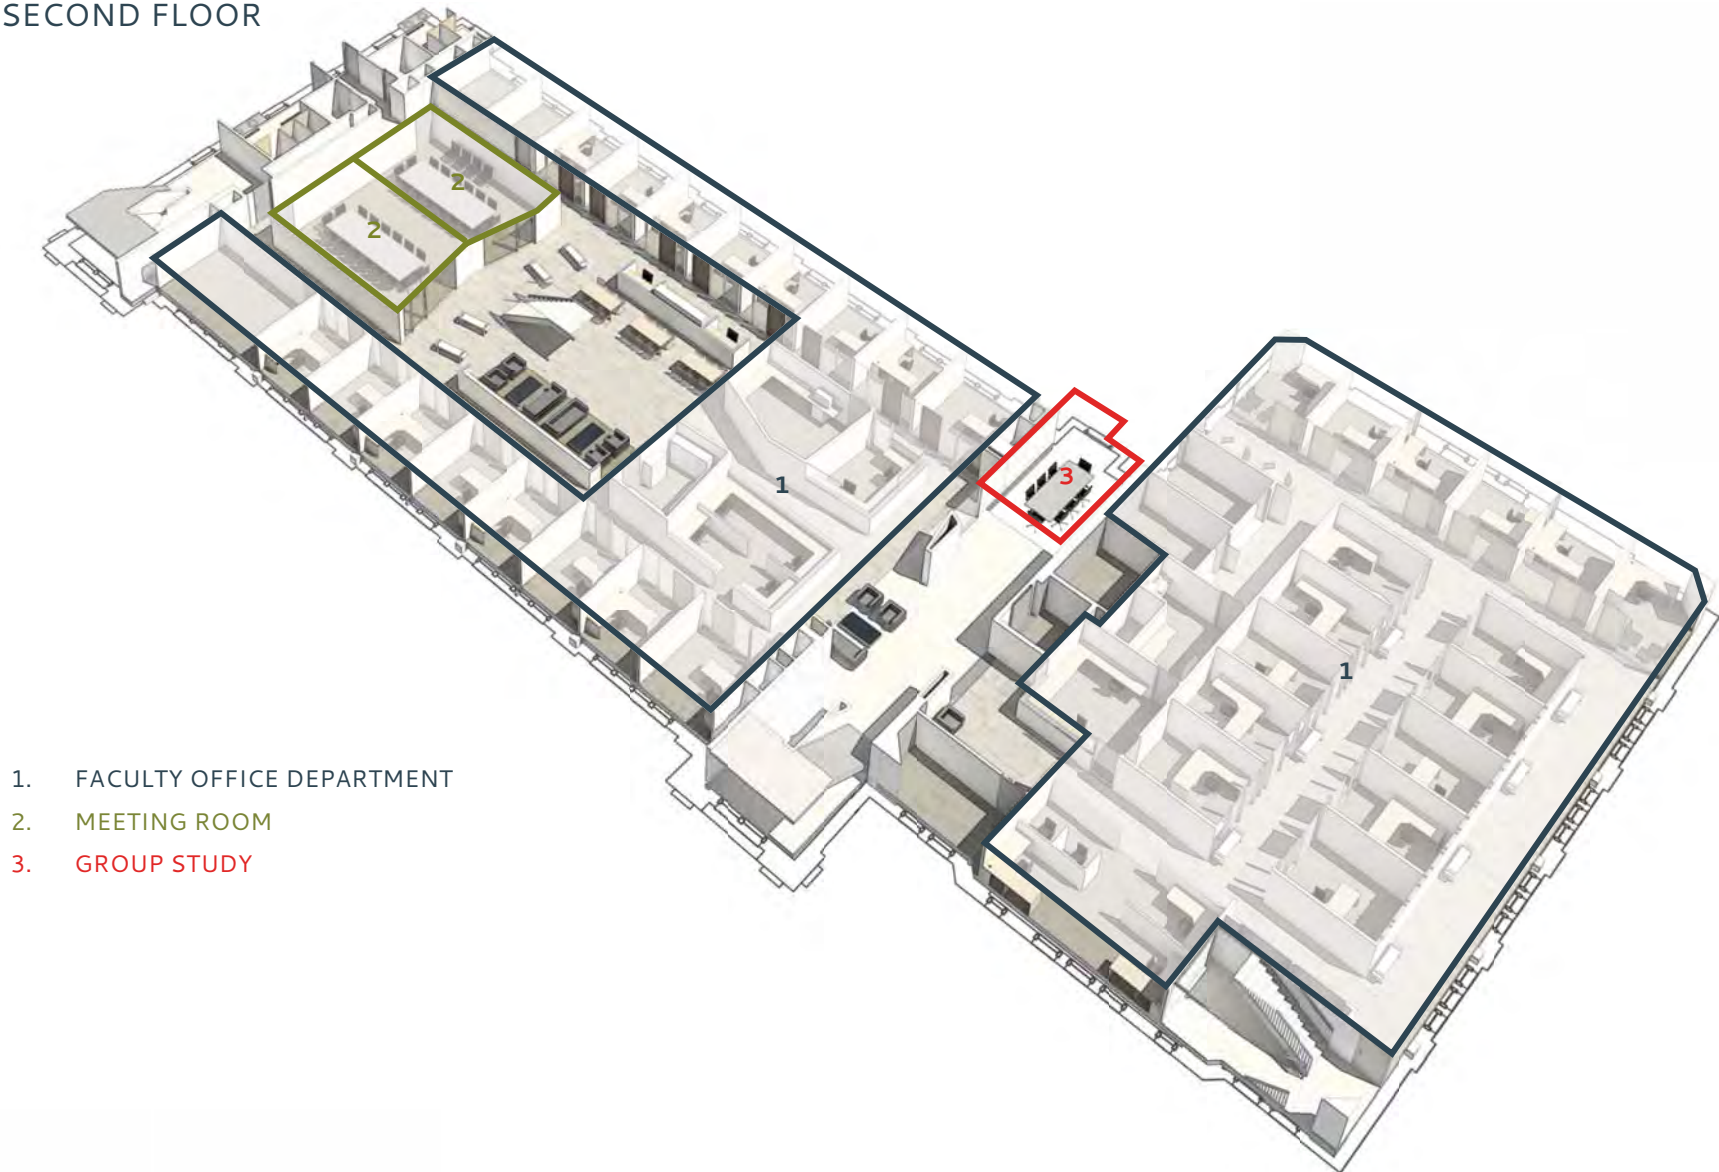 SECOND FLOOR
2
2
3
1
1
1. FACULTY OFFICE DEPARTMENT
2. MEETING ROOM
3. GROUP STUDY